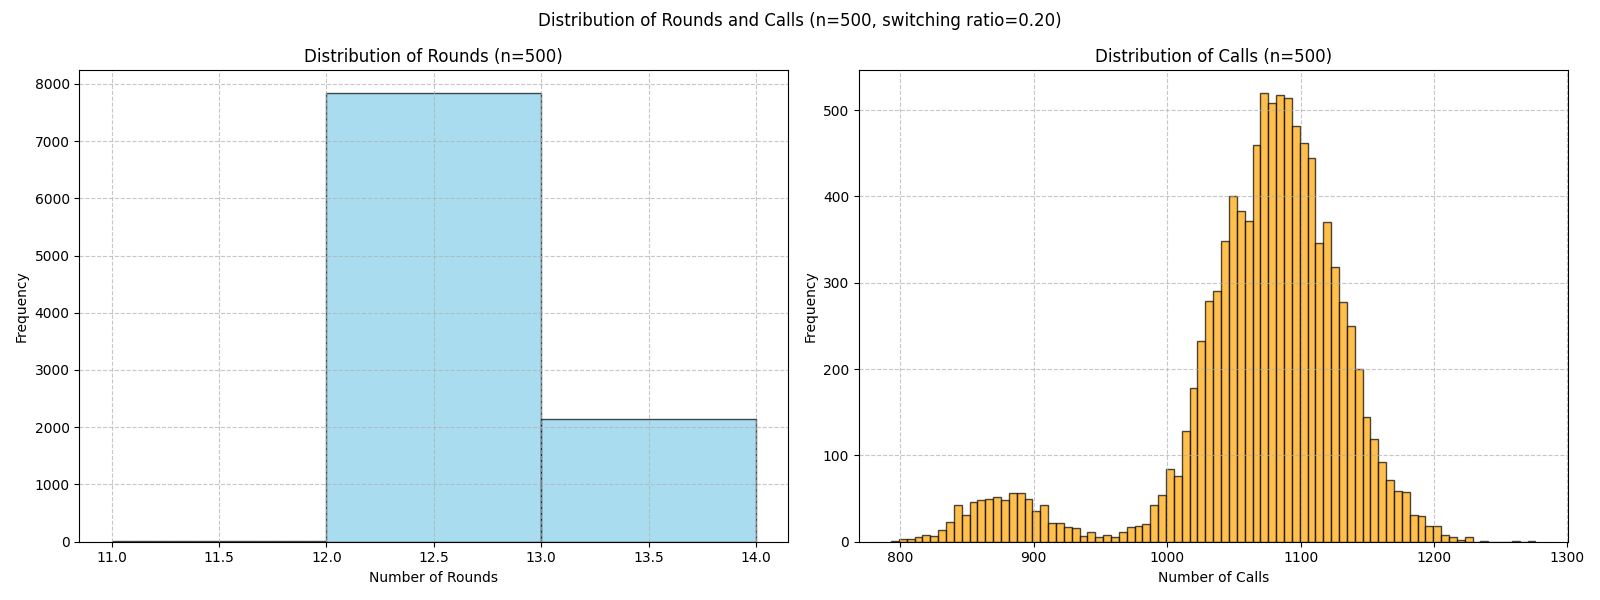 Distribution of Rounds and Calls (n=500, switching ratio=0.20)
Distribution of Rounds (n=500)
8000
7000
6000
5000
4000
3000
2000
1000
0
Frequency
11.0 11.5 12.0 12.5 13.0 13.5 14.0
Number of Rounds
Distribution of Calls (n=500)
500
400
300
200
100
0
Frequency
800 900 1000 1100 1200 1300
Number of Calls